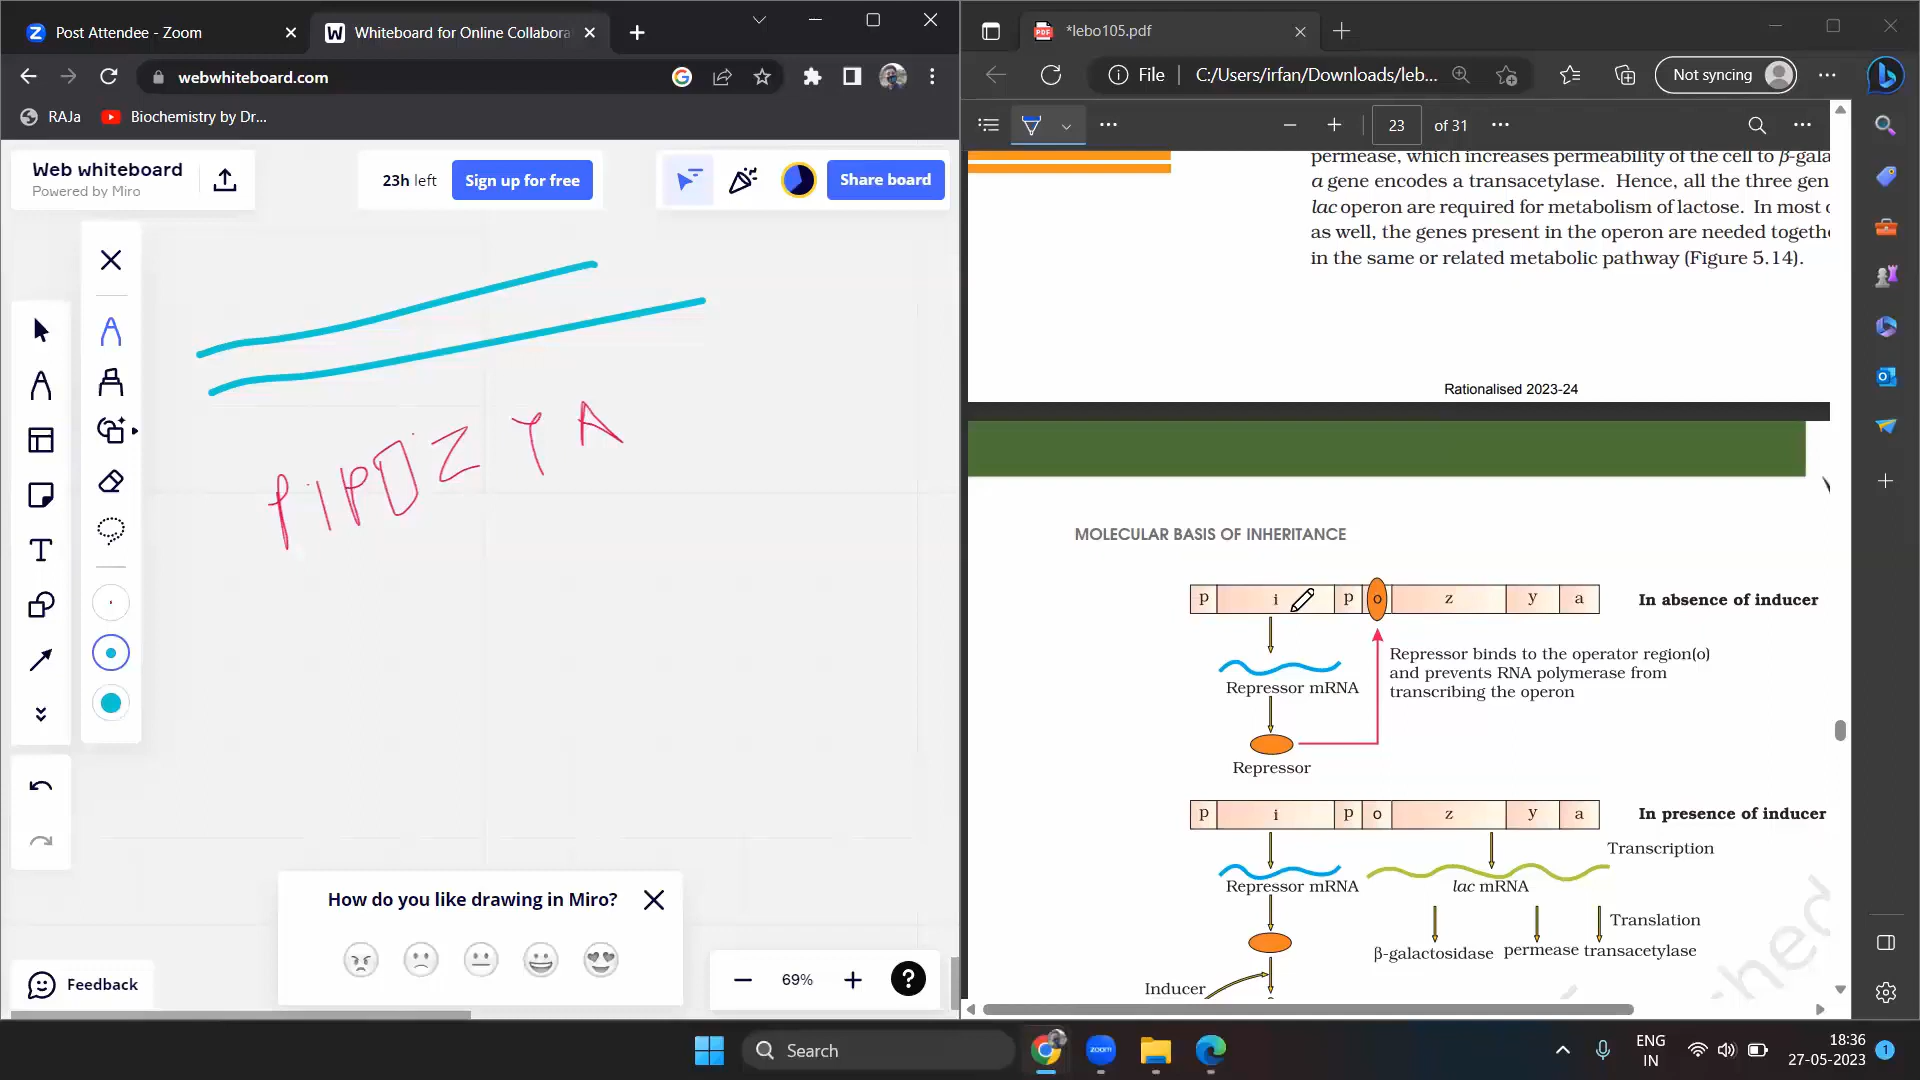 Post Attendee - Zoom
Whiteboard for Online Collabora
webwhiteboard.com
RAJa
Biochemistry by Dr...
Web whiteboard
Powered by Miro
23h left
Sign up for free
Share board
PIPOZYA
How do you like drawing in Miro?
Feedback
69%
*lebo105.pdf
File
C:/Users/irfan/Downloads/leb...
Not syncing
23
of 31
permease, which increases permeability of the cell to β-gala
a gene encodes a transacetylase. Hence, all the three gen
lac operon are required for metabolism of lactose. In most o
as well, the genes present in the operon are needed togethe
in the same or related metabolic pathway (Figure 5.14).
Rationalised 2023-24
MOLECULAR BASIS OF INHERITANCE
p i p o z y a
In absence of inducer
Repressor binds to the operator region(o)
and prevents RNA polymerase from
transcribing the operon
Repressor mRNA
Repressor
p i p o z y a
In presence of inducer
Transcription
Repressor mRNA
lac mRNA
Translation
β-galactosidase permease transacetylase
Inducer
Search
zoom
ENG
IN
18:36
27-05-2023
1